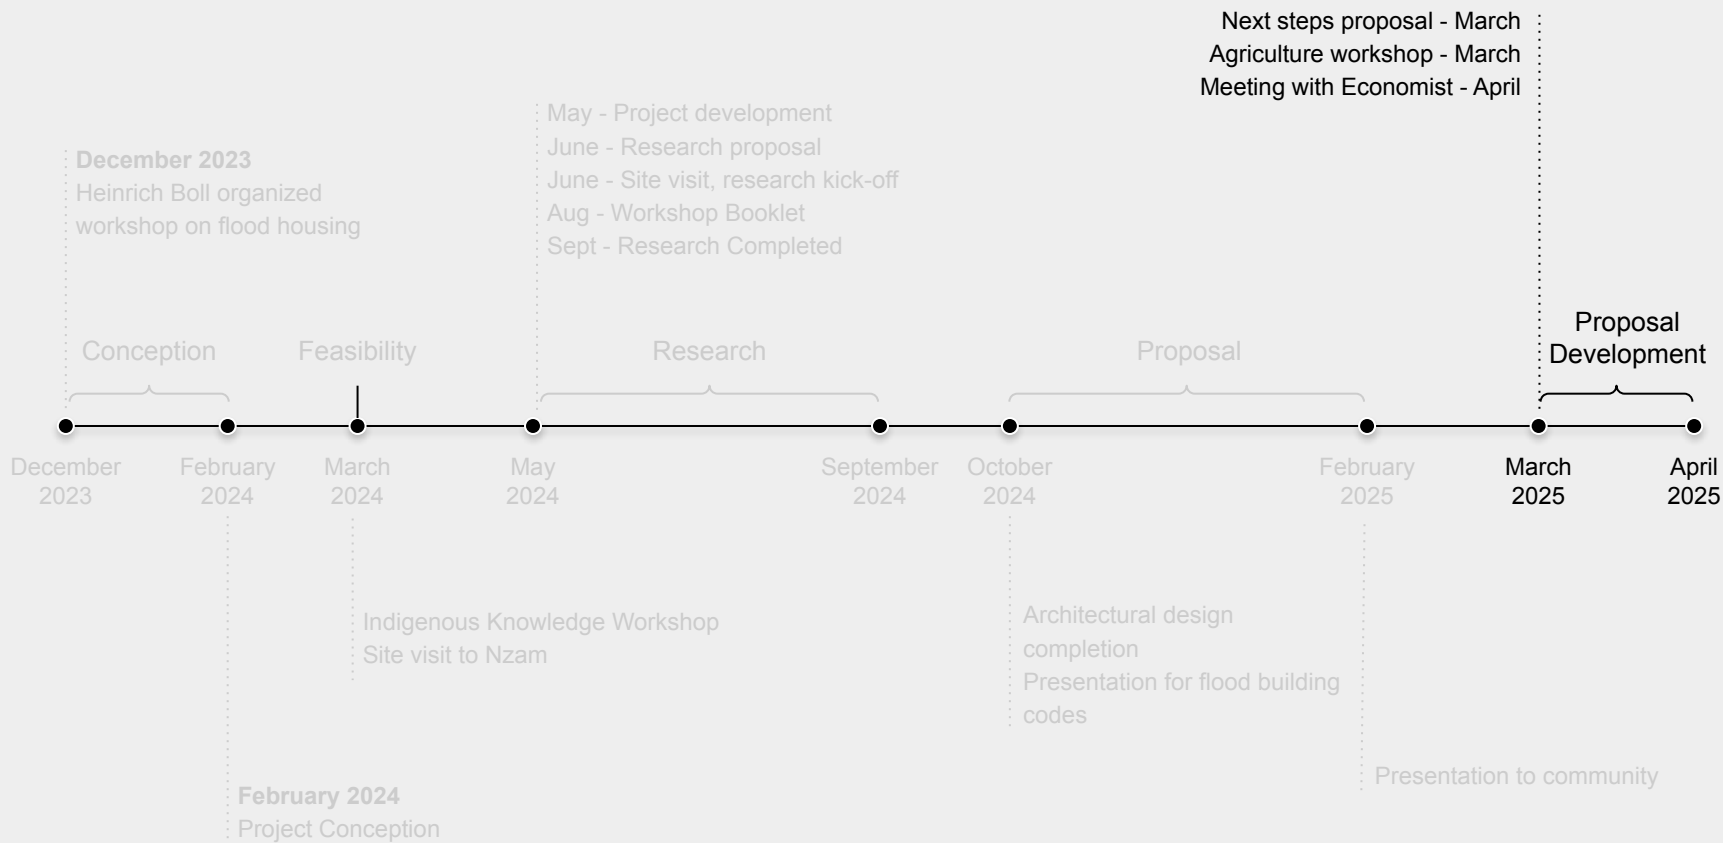 Next steps proposal - March
Agriculture workshop - March
Meeting with Economist - April
May - Project development
June - Research proposal
June - Site visit, research kick-off
Aug - Workshop Booklet
Sept - Research Completed
December 2023
Heinrich Boll organized
workshop on flood housing
Conception
Feasibility
Research
Proposal
Proposal
Development
December
2023
February
2024
March
2024
May
2024
September
2024
October
2024
February
2025
March
2025
April
2025
Indigenous Knowledge Workshop
Site visit to Nzam
Architectural design
completion
Presentation for flood building
codes
Presentation to community
February 2024
Project Conception